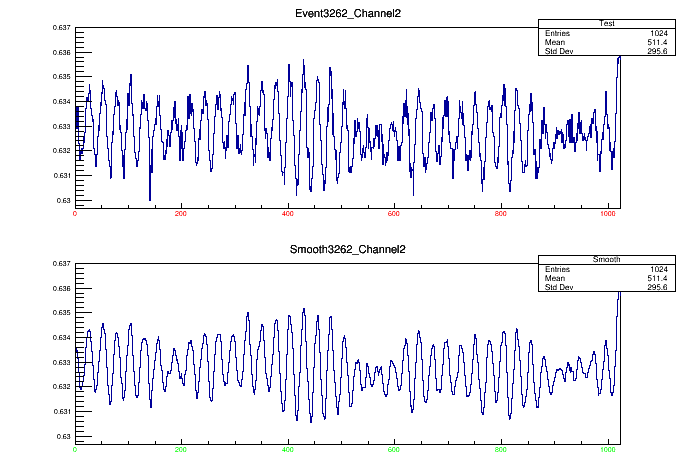 Event3262_Channel2
Test
Entries 1024
Mean 511.4
Std Dev 295.6
0.637
0.636
0.635
0.634
0.633
0.632
0.631
0.63
0 200 400 600 800 1000
Smooth3262_Channel2
Smooth
Entries 1024
Mean 511.4
Std Dev 295.6
0.637
0.636
0.635
0.634
0.633
0.632
0.631
0.63
0 200 400 600 800 1000